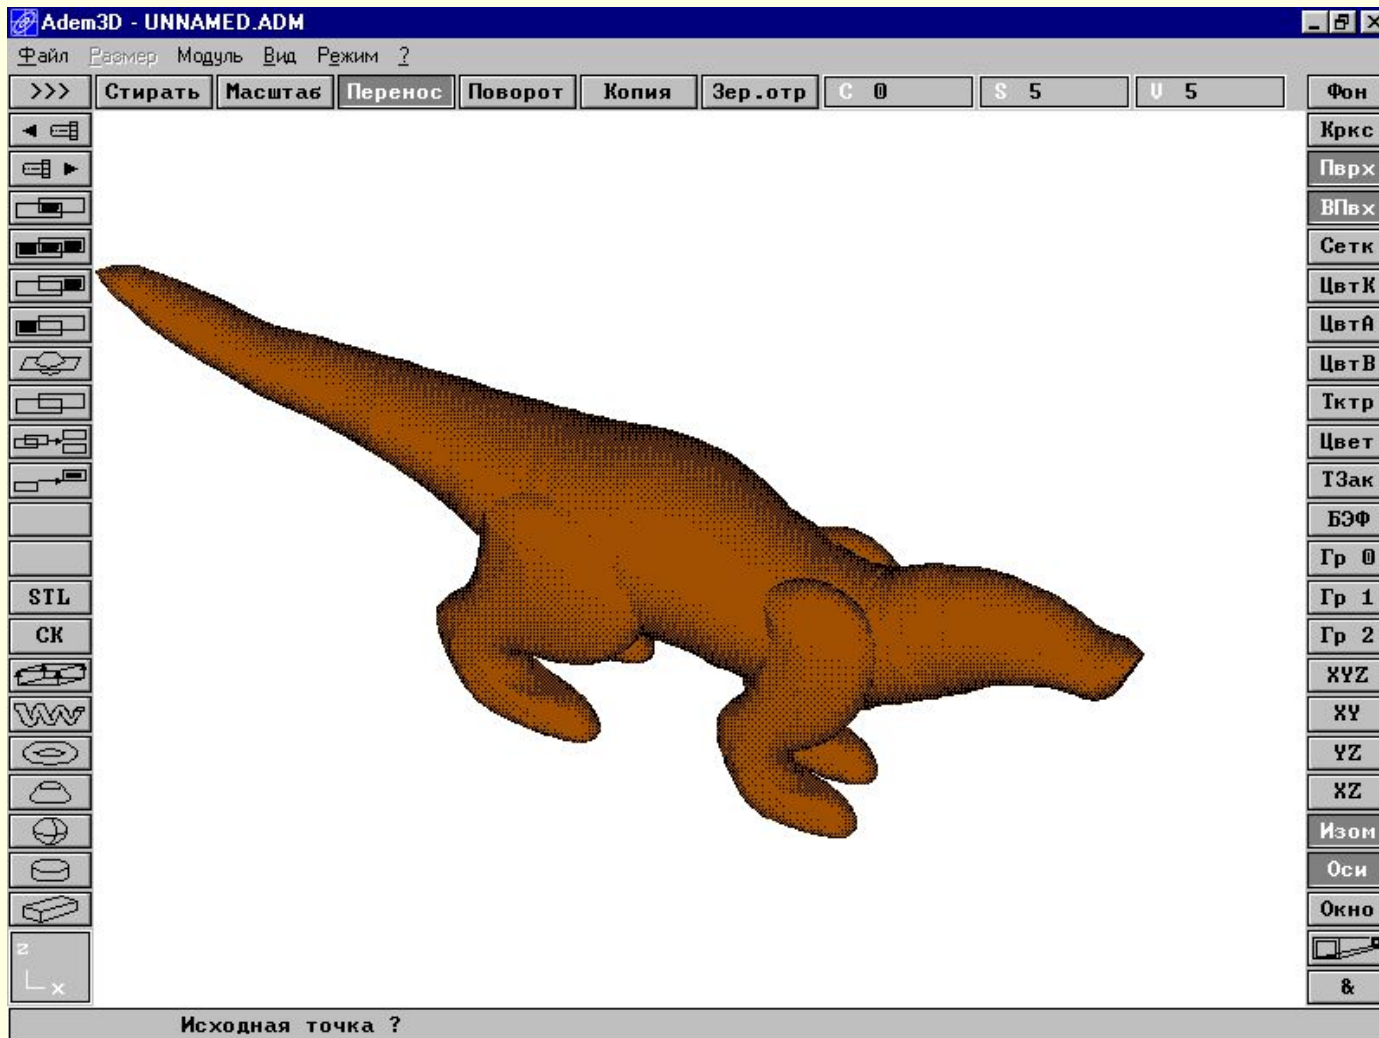 Adem3D - UNNAMED.ADM
Файл Размер Модуль Вид Режим ?
>>> Стирать Масштаб Перенос Поворот Копия Зер.отр C 0 S 5 V 5 Фон
Кркс
Пврх
ВПвх
Сетк
ЦвтК
ЦвтА
ЦвтВ
Тктр
Цвет
ТЗак
БЭФ
Гр 0
STL
Гр 1
СК
Гр 2
XYZ
XY
YZ
XZ
Изом
Оси
Окно
z
x
&
Исходная точка ?